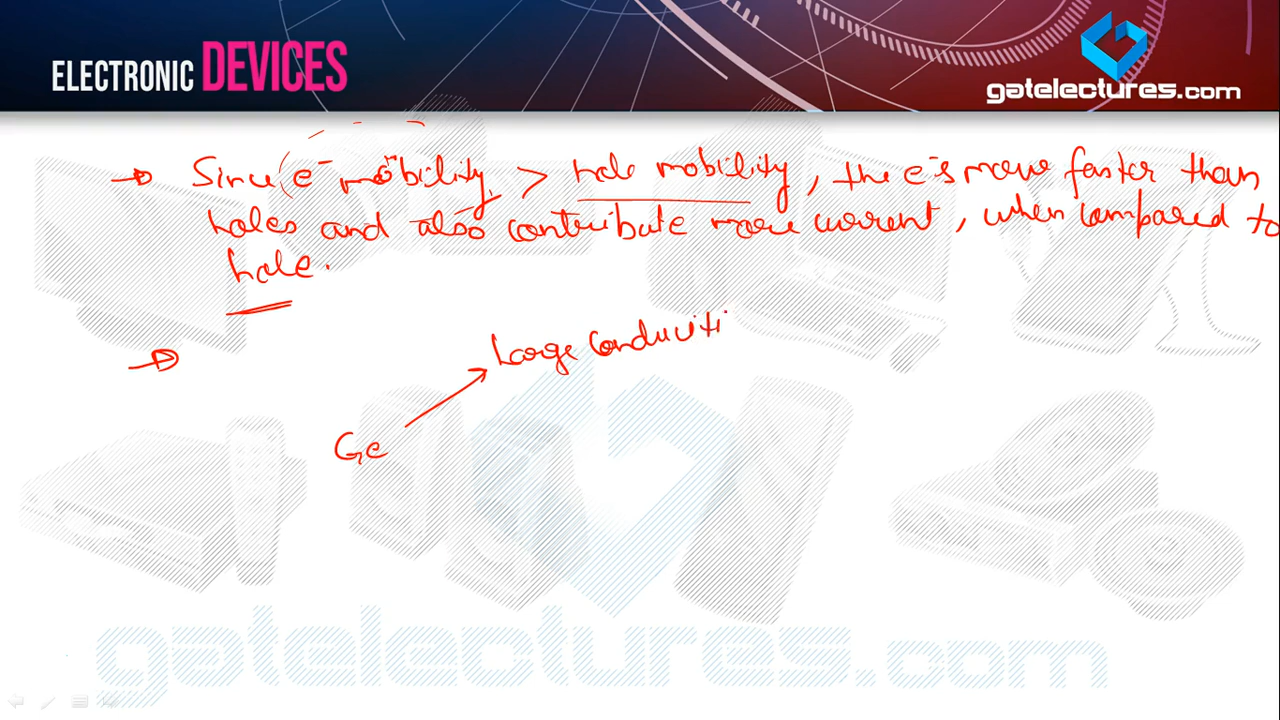 ELECTRONIC DEVICES
gatelectures.com
→ Since (e⁻ mobility > hole mobility, the e⁻s move faster than
holes and also contribute more current, when compared to
hole.
→
Large Conducti
Ge
gatelectures.com